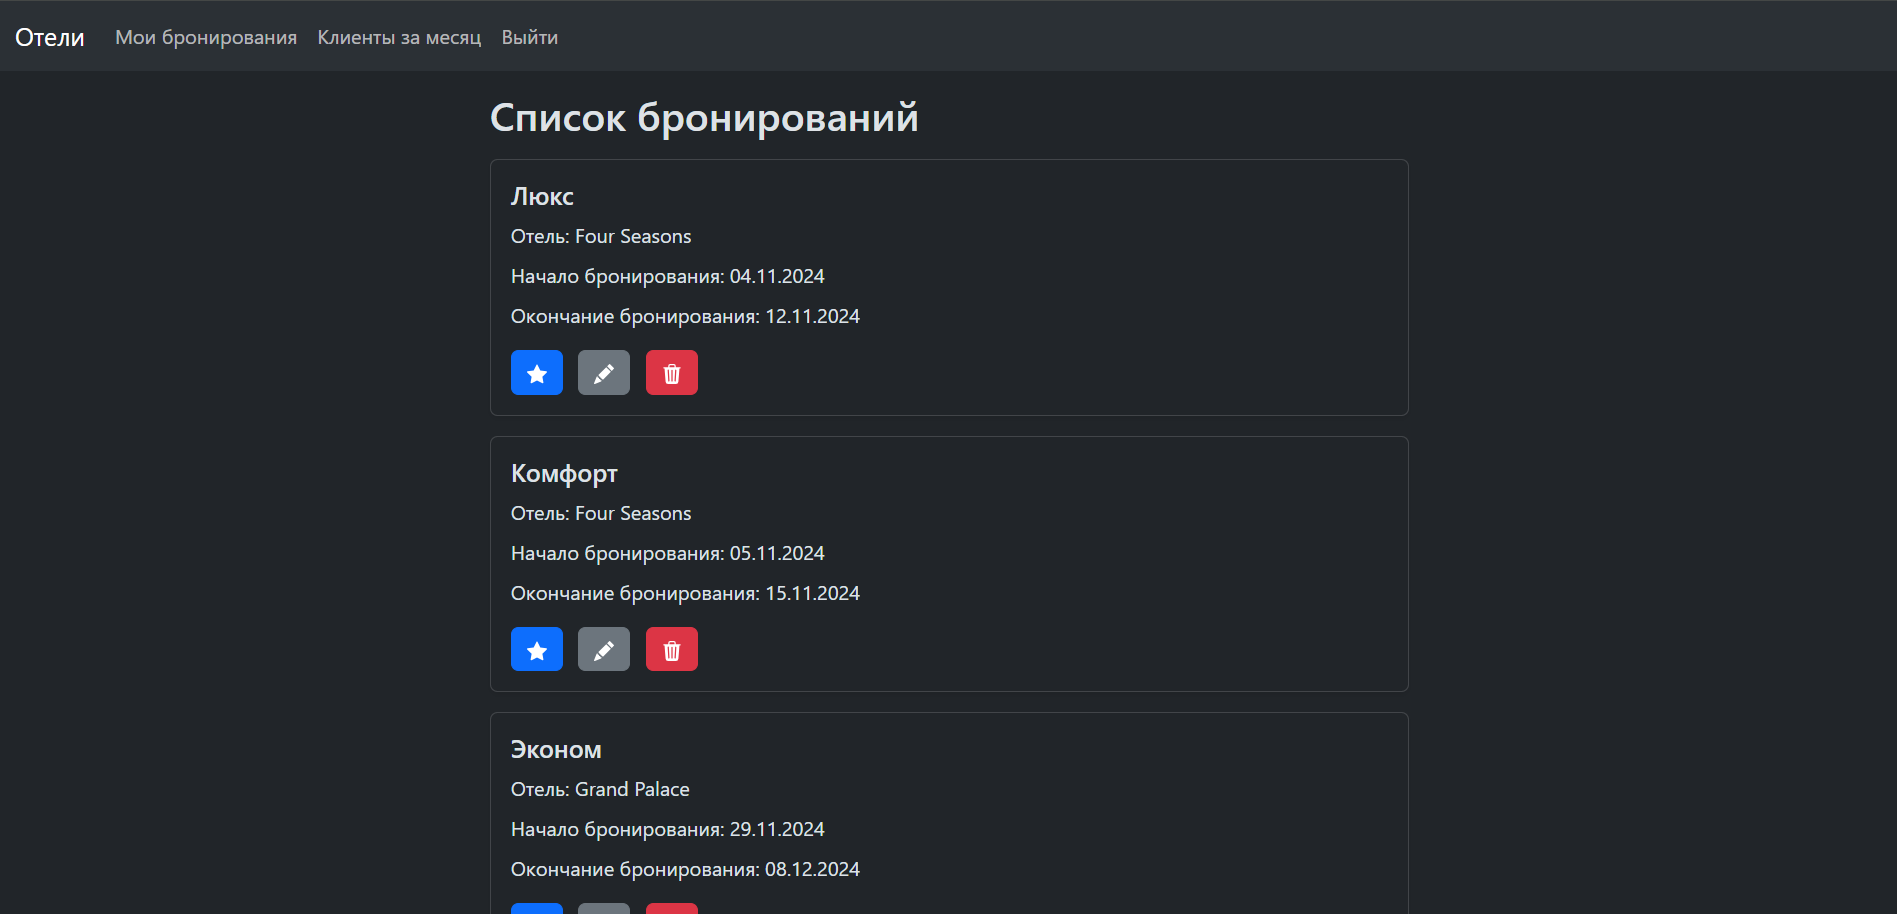 Отели Мои бронирования Клиенты за месяц Выйти
Список бронирований
Люкс
Отель: Four Seasons
Начало бронирования: 04.11.2024
Окончание бронирования: 12.11.2024
Комфорт
Отель: Four Seasons
Начало бронирования: 05.11.2024
Окончание бронирования: 15.11.2024
Эконом
Отель: Grand Palace
Начало бронирования: 29.11.2024
Окончание бронирования: 08.12.2024